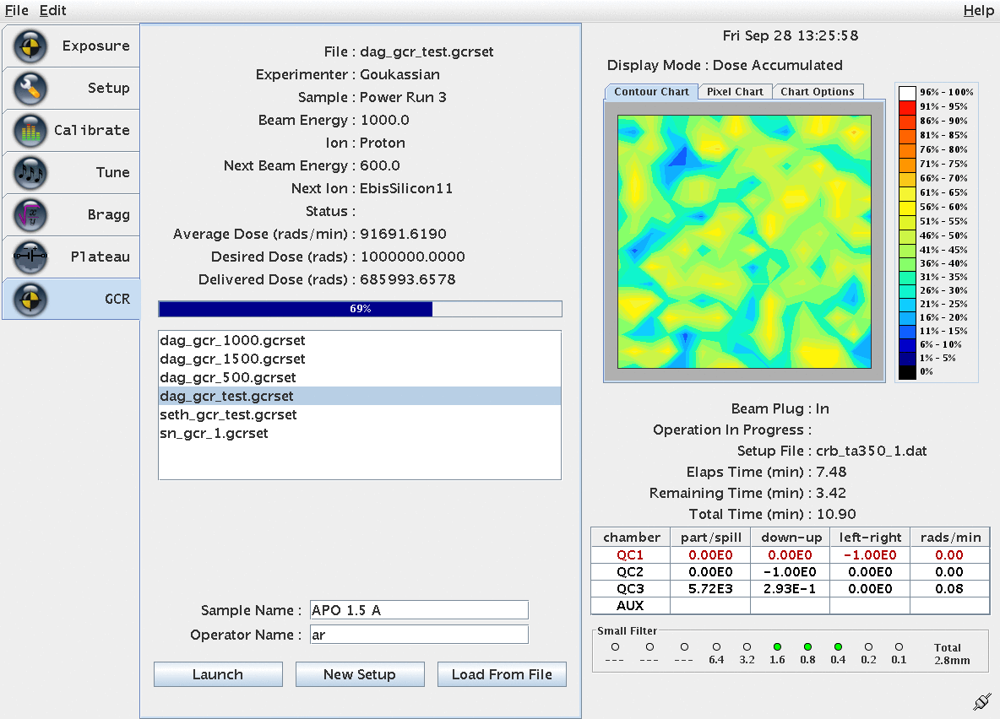 File Edit Help
Exposure
Setup
Calibrate
Tune
Bragg
Plateau
GCR
File : dag_gcr_test.gcrset
Experimenter : Goukassian
Sample : Power Run 3
Beam Energy : 1000.0
Ion : Proton
Next Beam Energy : 600.0
Next Ion : EbisSilicon11
Status :
Average Dose (rads/min) : 91691.6190
Desired Dose (rads) : 1000000.0000
Delivered Dose (rads) : 685993.6578
69%
dag_gcr_1000.gcrset
dag_gcr_1500.gcrset
dag_gcr_500.gcrset
dag_gcr_test.gcrset
seth_gcr_test.gcrset
sn_gcr_1.gcrset
Sample Name : APO 1.5 A
Operator Name : ar
Launch New Setup Load From File
Fri Sep 28 13:25:58
Display Mode : Dose Accumulated
Contour Chart Pixel Chart Chart Options
96% - 100%
91% - 95%
86% - 90%
81% - 85%
76% - 80%
71% - 75%
66% - 70%
61% - 65%
56% - 60%
51% - 55%
46% - 50%
41% - 45%
36% - 40%
31% - 35%
26% - 30%
21% - 25%
16% - 20%
11% - 15%
6% - 10%
1% - 5%
0%
Beam Plug : In
Operation In Progress :
Setup File : crb_ta350_1.dat
Elaps Time (min) : 7.48
Remaining Time (min) : 3.42
Total Time (min) : 10.90
chamber part/spill down-up left-right rads/min
QC1 0.00E0 0.00E0 -1.00E0 0.00
QC2 0.00E0 -1.00E0 0.00E0 0.00
QC3 5.72E3 2.93E-1 0.00E0 0.08
AUX
Small Filter
--- --- --- 6.4 3.2 1.6 0.8 0.4 0.2 0.1
Total
2.8mm